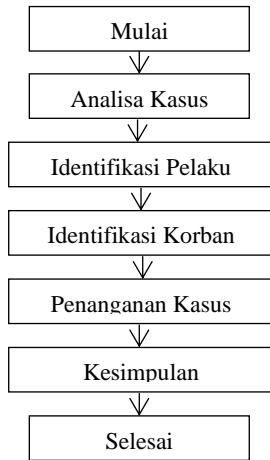 Mulai
Analisa Kasus
Identifikasi Pelaku
Identifikasi Korban
Penanganan Kasus
Kesimpulan
Selesai